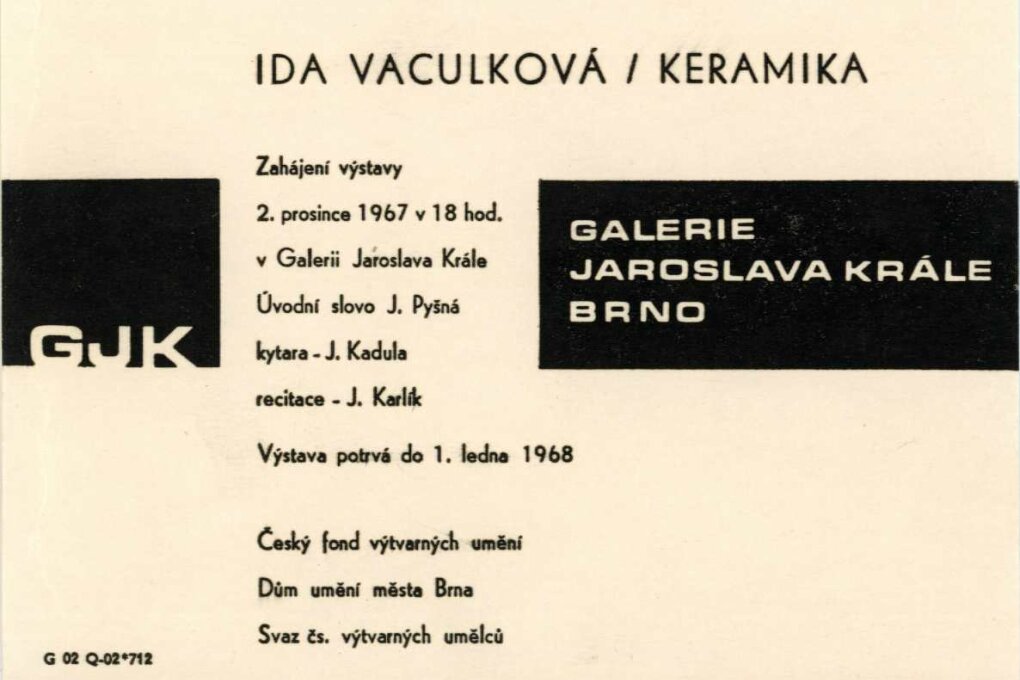 IDA VACULKOVÁ / KERAMIKA
Zahájení výstavy
2. prosince 1967 v 18 hod.
v Galerii Jaroslava Krále
Úvodní slovo J. Pyšná
kytara - J. Kadula
recitace - J. Karlík
Výstava potrvá do 1. ledna 1968
GJK
GALERIE
JAROSLAVA KRÁLE
BRNO
Český fond výtvarných umění
Dům umění města Brna
Svaz čs. výtvarných umělců
G 02 Q-02*712